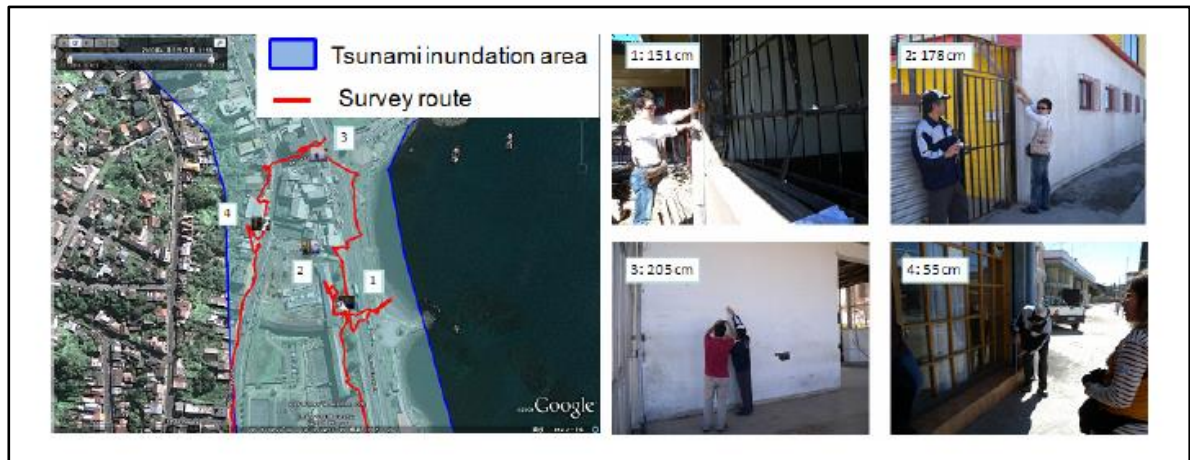 Tsunami inundation area
Survey route
3
4
2
1
Google
1: 151 cm
2: 178 cm
3: 205 cm
4: 55 cm